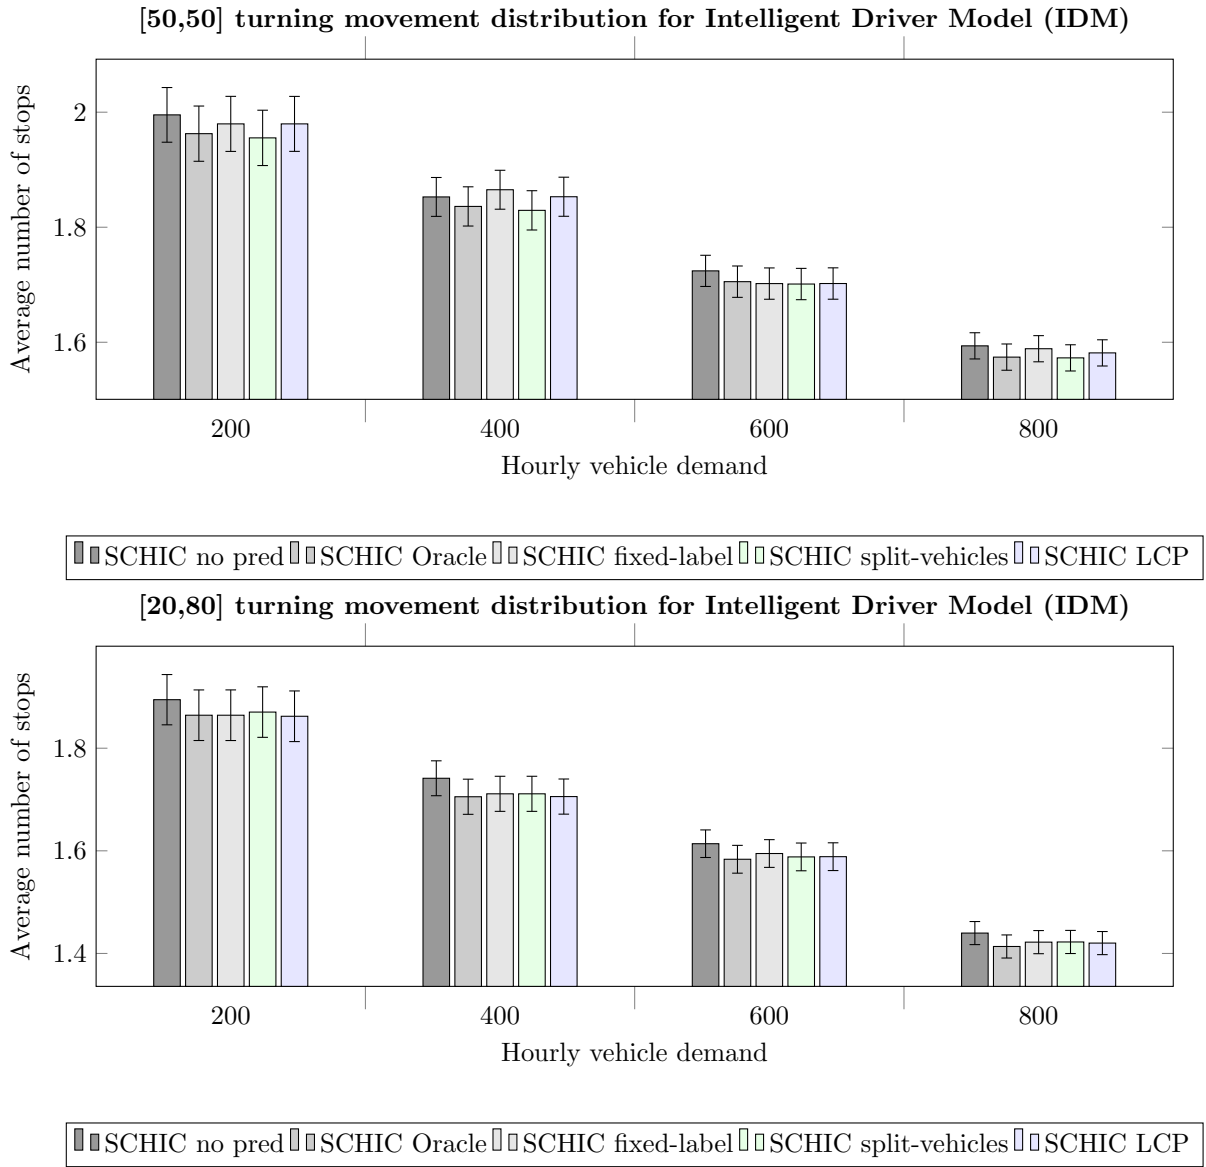 [50,50] turning movement distribution for Intelligent Driver Model (IDM)
Average number of stops
2
1.8
1.6
200 400 600 800
Hourly vehicle demand
SCHIC no pred SCHIC Oracle SCHIC fixed-label SCHIC split-vehicles SCHIC LCP
[20,80] turning movement distribution for Intelligent Driver Model (IDM)
Average number of stops
1.8
1.6
1.4
200 400 600 800
Hourly vehicle demand
SCHIC no pred SCHIC Oracle SCHIC fixed-label SCHIC split-vehicles SCHIC LCP